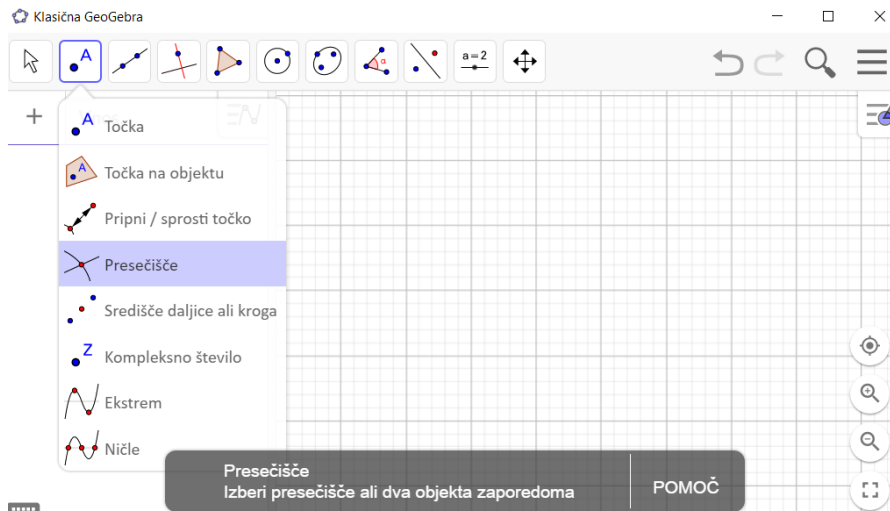 Klasična GeoGebra
A
α
a=2
A Točka
A Točka na objektu
Pripni / sprosti točko
Presečišče
Središče daljice ali kroga
Z Kompleksno število
Ekstrem
Ničle
Presečišče
Izberi presečišče ali dva objekta zaporedoma
POMOČ